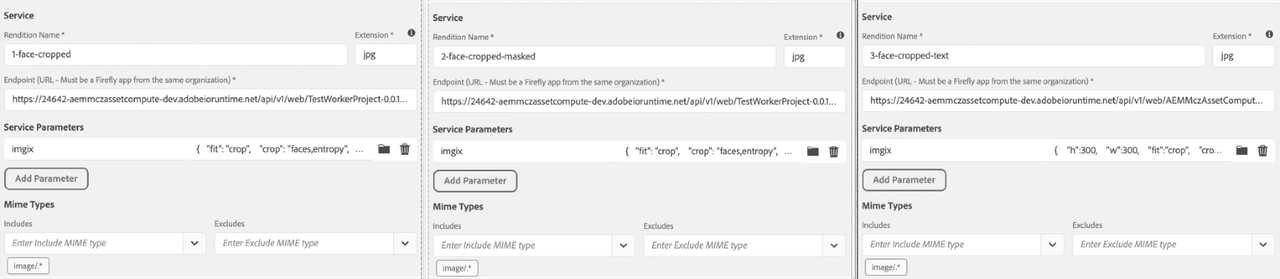 Service
Rendition Name *
Extension *
1-face-cropped
jpg
Endpoint (URL - Must be a Firefly app from the same organization) *
https://24642-aemmczassetcompute-dev.adobeioruntime.net/api/v1/web/TestWorkerProject-0.0.1...
Service Parameters
imgix
{ "fit": "crop", "crop": "faces,entropy", ...
Add Parameter
Mime Types
Includes
Excludes
Enter Include MIME type
Enter Exclude MIME type
image/.*
Service
Rendition Name *
Extension *
2-face-cropped-masked
jpg
Endpoint (URL - Must be a Firefly app from the same organization) *
https://24642-aemmczassetcompute-dev.adobeioruntime.net/api/v1/web/TestWorkerProject-0.0.1...
Service Parameters
imgix
{ "fit": "crop", "crop": "faces,entropy", ...
Add Parameter
Mime Types
Includes
Excludes
Enter Include MIME type
Enter Exclude MIME type
image/.*
Service
Rendition Name *
Extension *
3-face-cropped-text
jpg
Endpoint (URL - Must be a Firefly app from the same organization) *
https://24642-aemmczassetcompute-dev.adobeioruntime.net/api/v1/web/AEMMczAssetComput...
Service Parameters
imgix
{ "h":300, "w":300, "fit":"crop", "cro...
Add Parameter
Mime Types
Includes
Excludes
Enter Include MIME type
Enter Exclude MIME type
image/.*